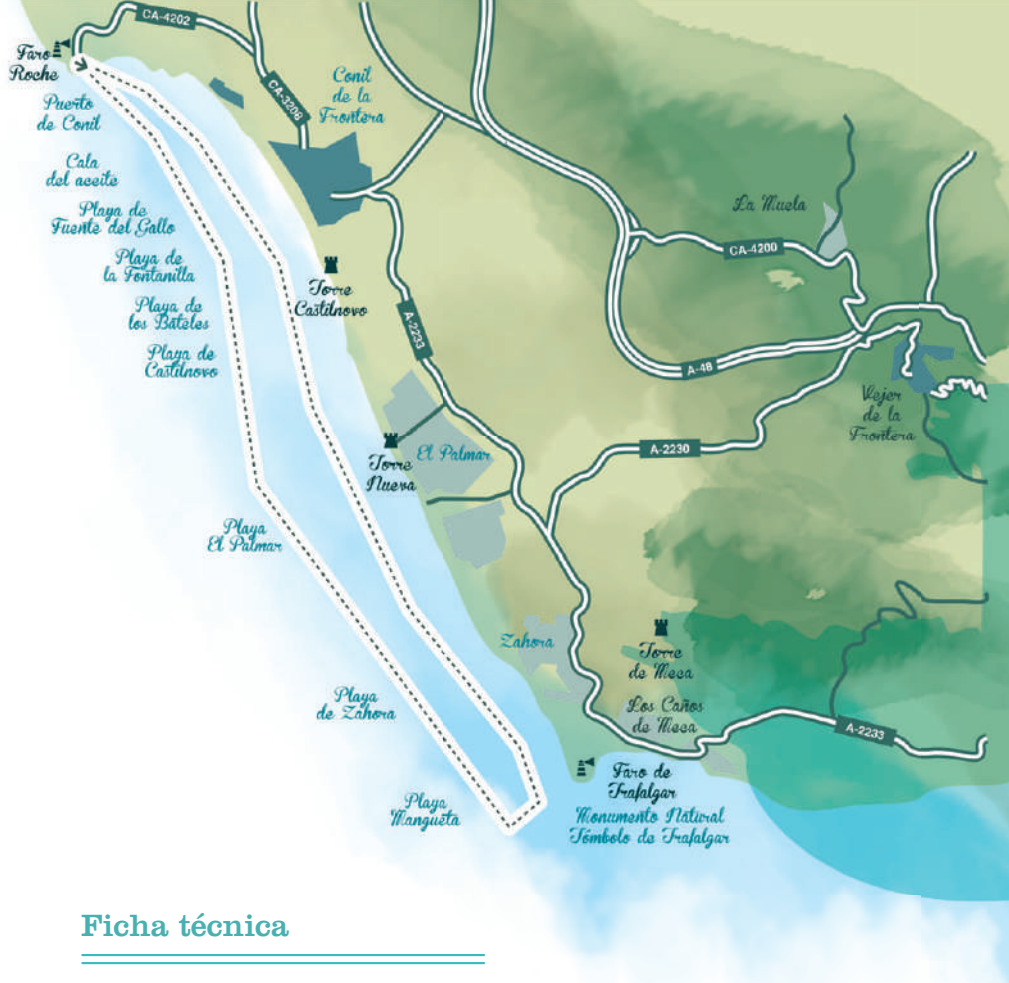 CA-4202
Faro
Roche
Puerto
de Conil
CA-3208
Conil
de la
Frontera
Cala
del aceite
Playa de
Fuente del Gallo
Playa de
la Fontanilla
Playa de
los Bateles
Playa de
Castilnovo
Torre
Castilnovo
A-2233
La Muela
CA-4200
A-48
Vejer
de la
Frontera
A-2230
El Palmar
Torre
Nueva
Playa
El Palmar
Zahora
Torre
de Meca
Los Caños
de Meca
A-2233
Playa
de Zahora
Playa
Mangueta
Faro de
Trafalgar
Monumento Natural
Tómbolo de Trafalgar
Ficha técnica